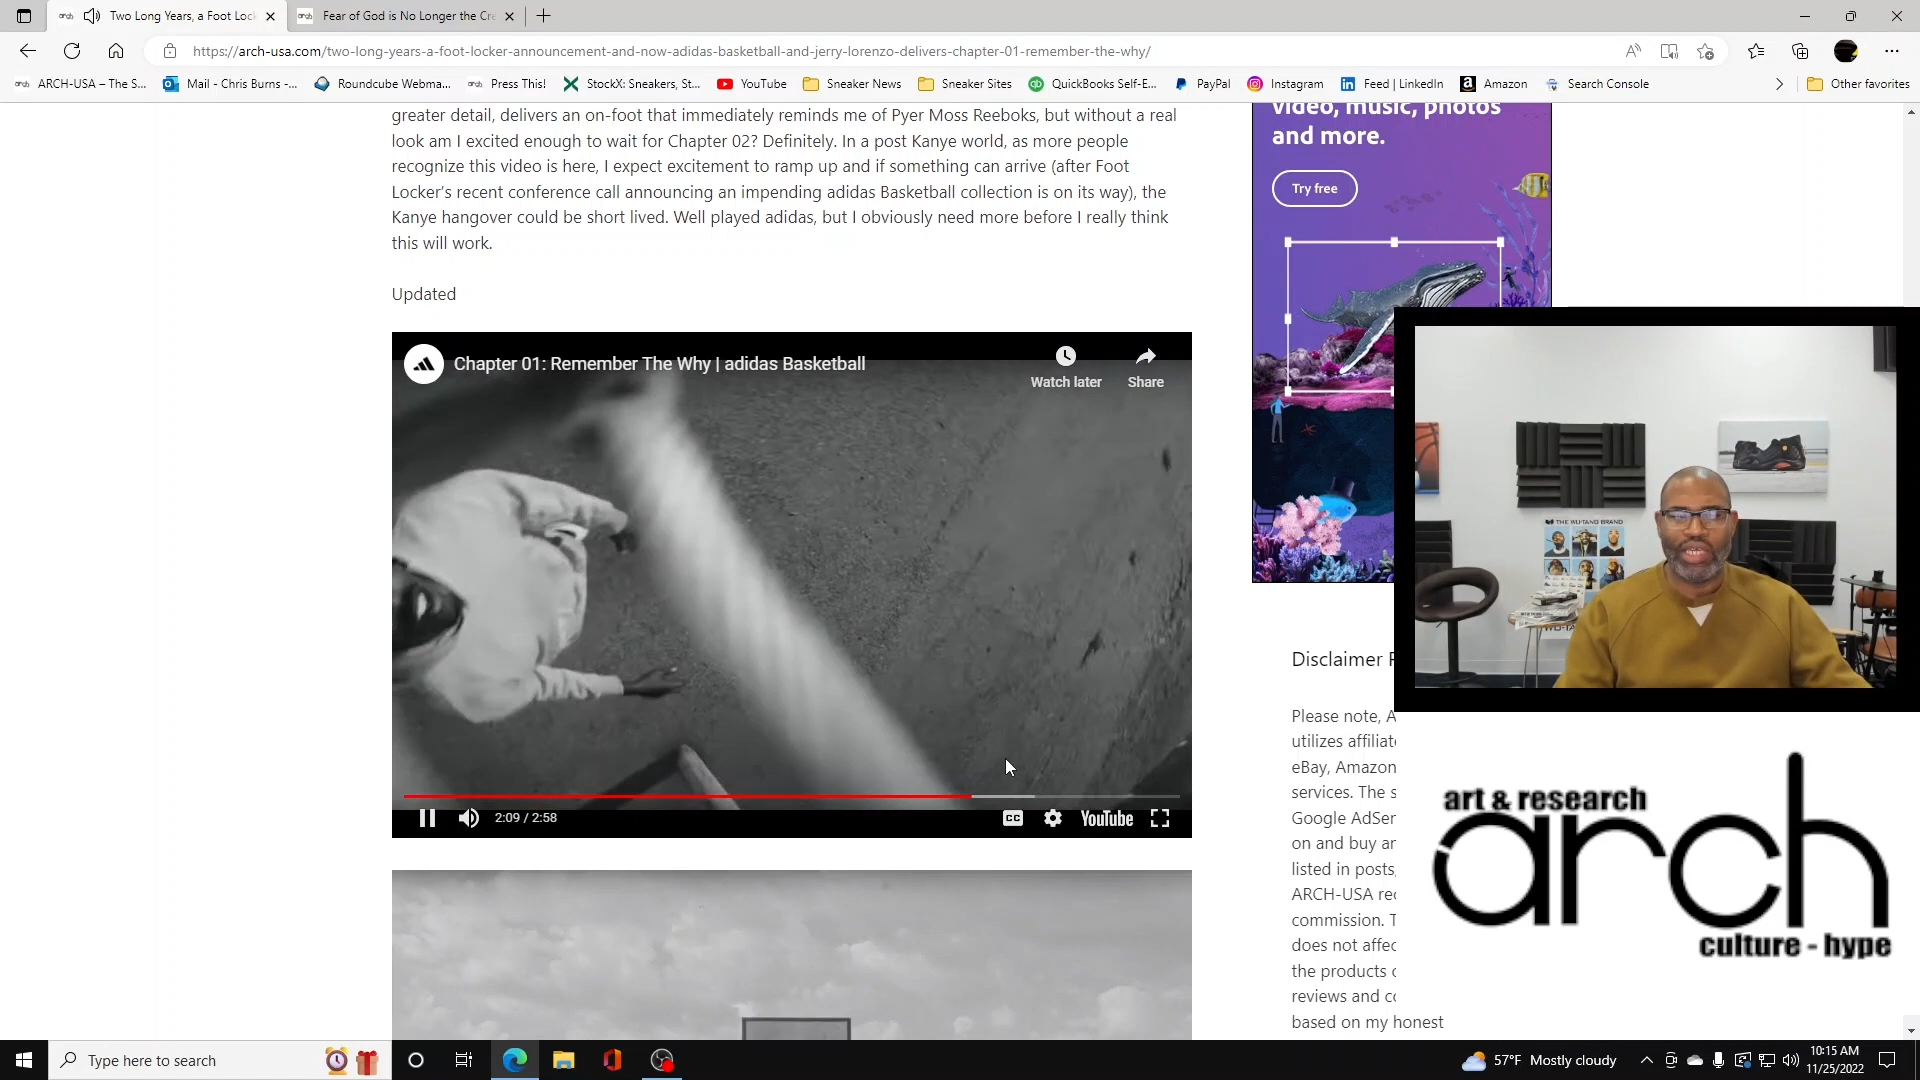 Two Long Years, a Foot Loc
Fear of God is No Longer the Cre
https://arch-usa.com/two-long-years-a-foot-locker-announcement-and-now-adidas-basketball-and-jerry-lorenzo-delivers-chapter-01-remember-the-why/
ARCH-USA – The S...
Mail - Chris Burns -...
Roundcube Webma...
Press This!
StockX: Sneakers, St...
YouTube
Sneaker News
Sneaker Sites
QuickBooks Self-E...
PayPal
Instagram
Feed | LinkedIn
Amazon
Search Console
Other favorites
greater detail, delivers an on-foot that immediately reminds me of Pyer Moss Reeboks, but without a real
look am I excited enough to wait for Chapter 02? Definitely. In a post Kanye world, as more people
recognize this video is here, I expect excitement to ramp up and if something can arrive (after Foot
Locker's recent conference call announcing an impending adidas Basketball collection is on its way), the
Kanye hangover could be short lived. Well played adidas, but I obviously need more before I really think
this will work.
Updated
Chapter 01: Remember The Why | adidas Basketball
Watch later
Share
2:09 / 2:58
CC
YouTube
video, music, photos
and more.
Try free
THE WU-TANG BRAND
Disclaimer
Please note, A
utilizes affiliat
eBay, Amazon
services. The s
Google AdSer
on and buy ar
listed in posts,
ARCH-USA rec
commission. T
does not affec
the products o
reviews and co
based on my honest
art & research
arch
culture - hype
Type here to search
57°F Mostly cloudy
10:15 AM
11/25/2022